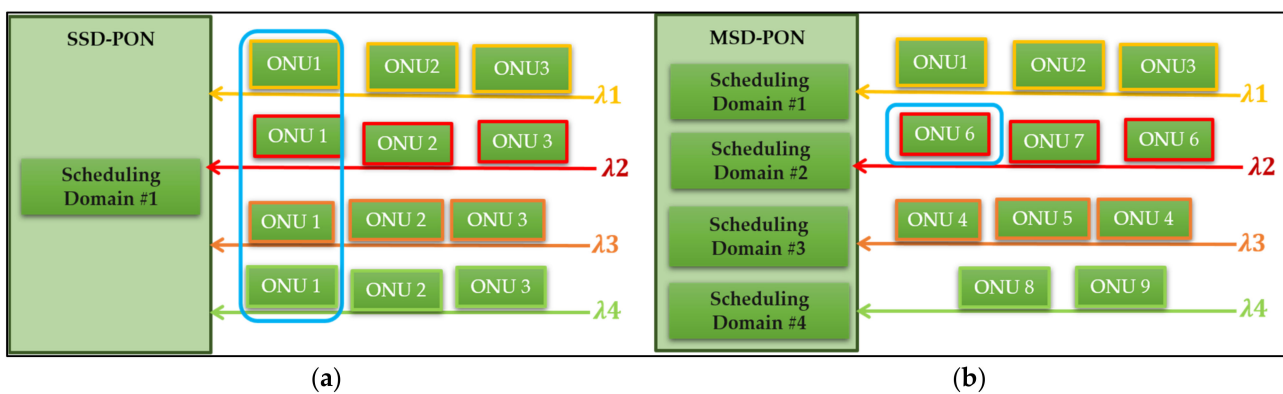 SSD-PON
Scheduling
Domain #1
ONU1 ONU2 ONU3
λ1
ONU 1 ONU 2 ONU 3
λ2
ONU 1 ONU 2 ONU 3
λ3
ONU 1 ONU 2 ONU 3
λ4
(a)
MSD-PON
Scheduling
Domain #1
Scheduling
Domain #2
Scheduling
Domain #3
Scheduling
Domain #4
ONU1 ONU2 ONU3
λ1
ONU 6 ONU 7 ONU 6
λ2
ONU 4 ONU 5 ONU 4
λ3
ONU 8 ONU 9
λ4
(b)